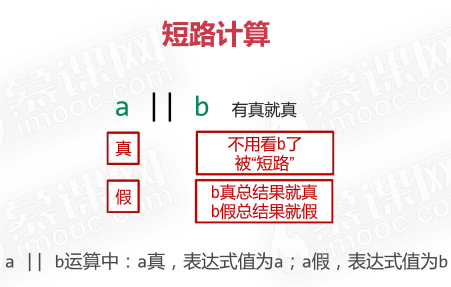 短路计算
a || b 有真就真
真 不用看b了
被“短路”
假 b真总结果就真
b假总结果就假
a || b运算中：a真，表达式值为a；a假，表达式值为b
慕课网
imooc.com